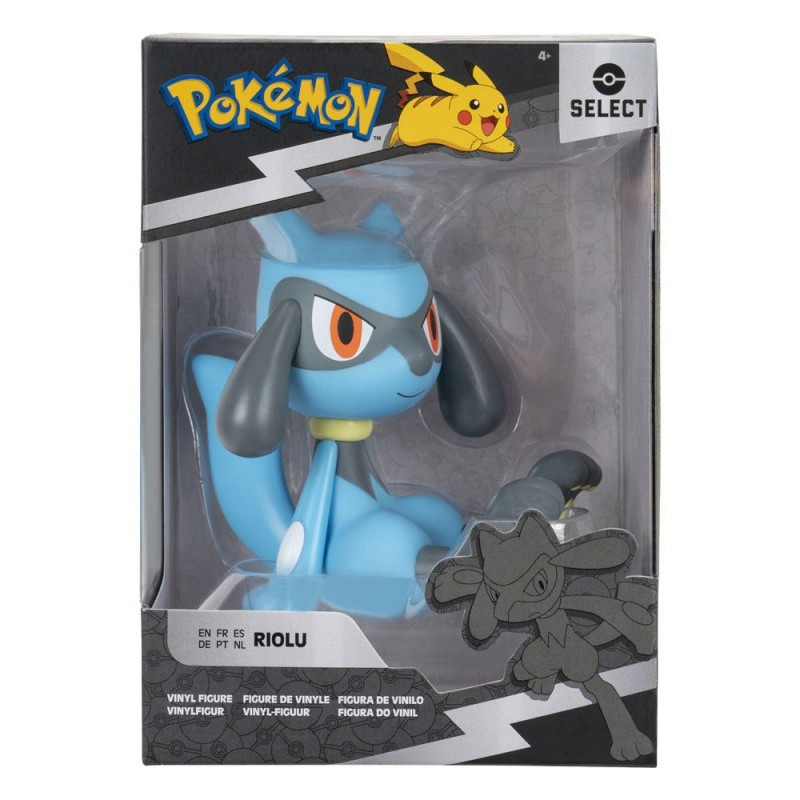 4+
POKéMON
™
SELECT
EN FR ES
DE PT NL
RIOLU
VINYL FIGURE FIGURE DE VINYLE FIGURA DE VINILO
VINYLFIGUR VINYL-FIGUUR FIGURA DO VINIL